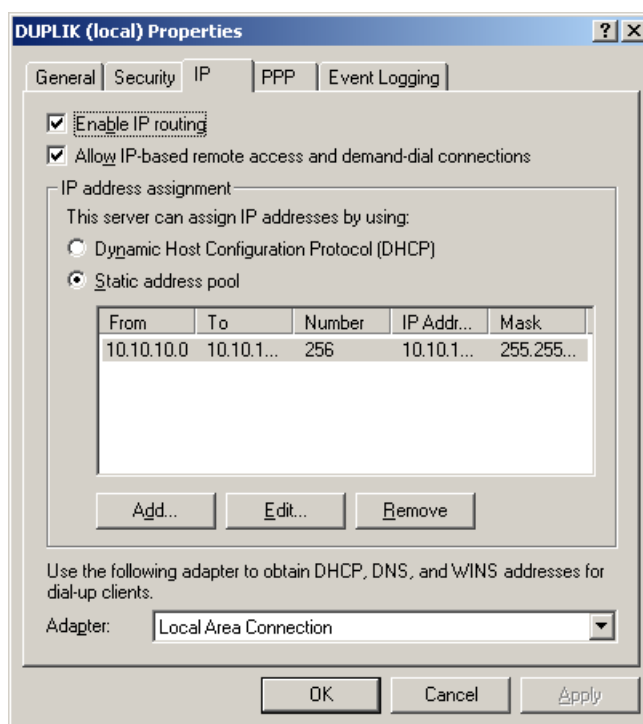 DUPLIK (local) Properties
General Security IP PPP Event Logging
Enable IP routing
Allow IP-based remote access and demand-dial connections
IP address assignment
This server can assign IP addresses by using:
Dynamic Host Configuration Protocol (DHCP)
Static address pool
From To Number IP Addr... Mask
10.10.10.0 10.10.1... 256 10.10.1... 255.255...
Add... Edit... Remove
Use the following adapter to obtain DHCP, DNS, and WINS addresses for
dial-up clients.
Adapter: Local Area Connection
OK Cancel Apply